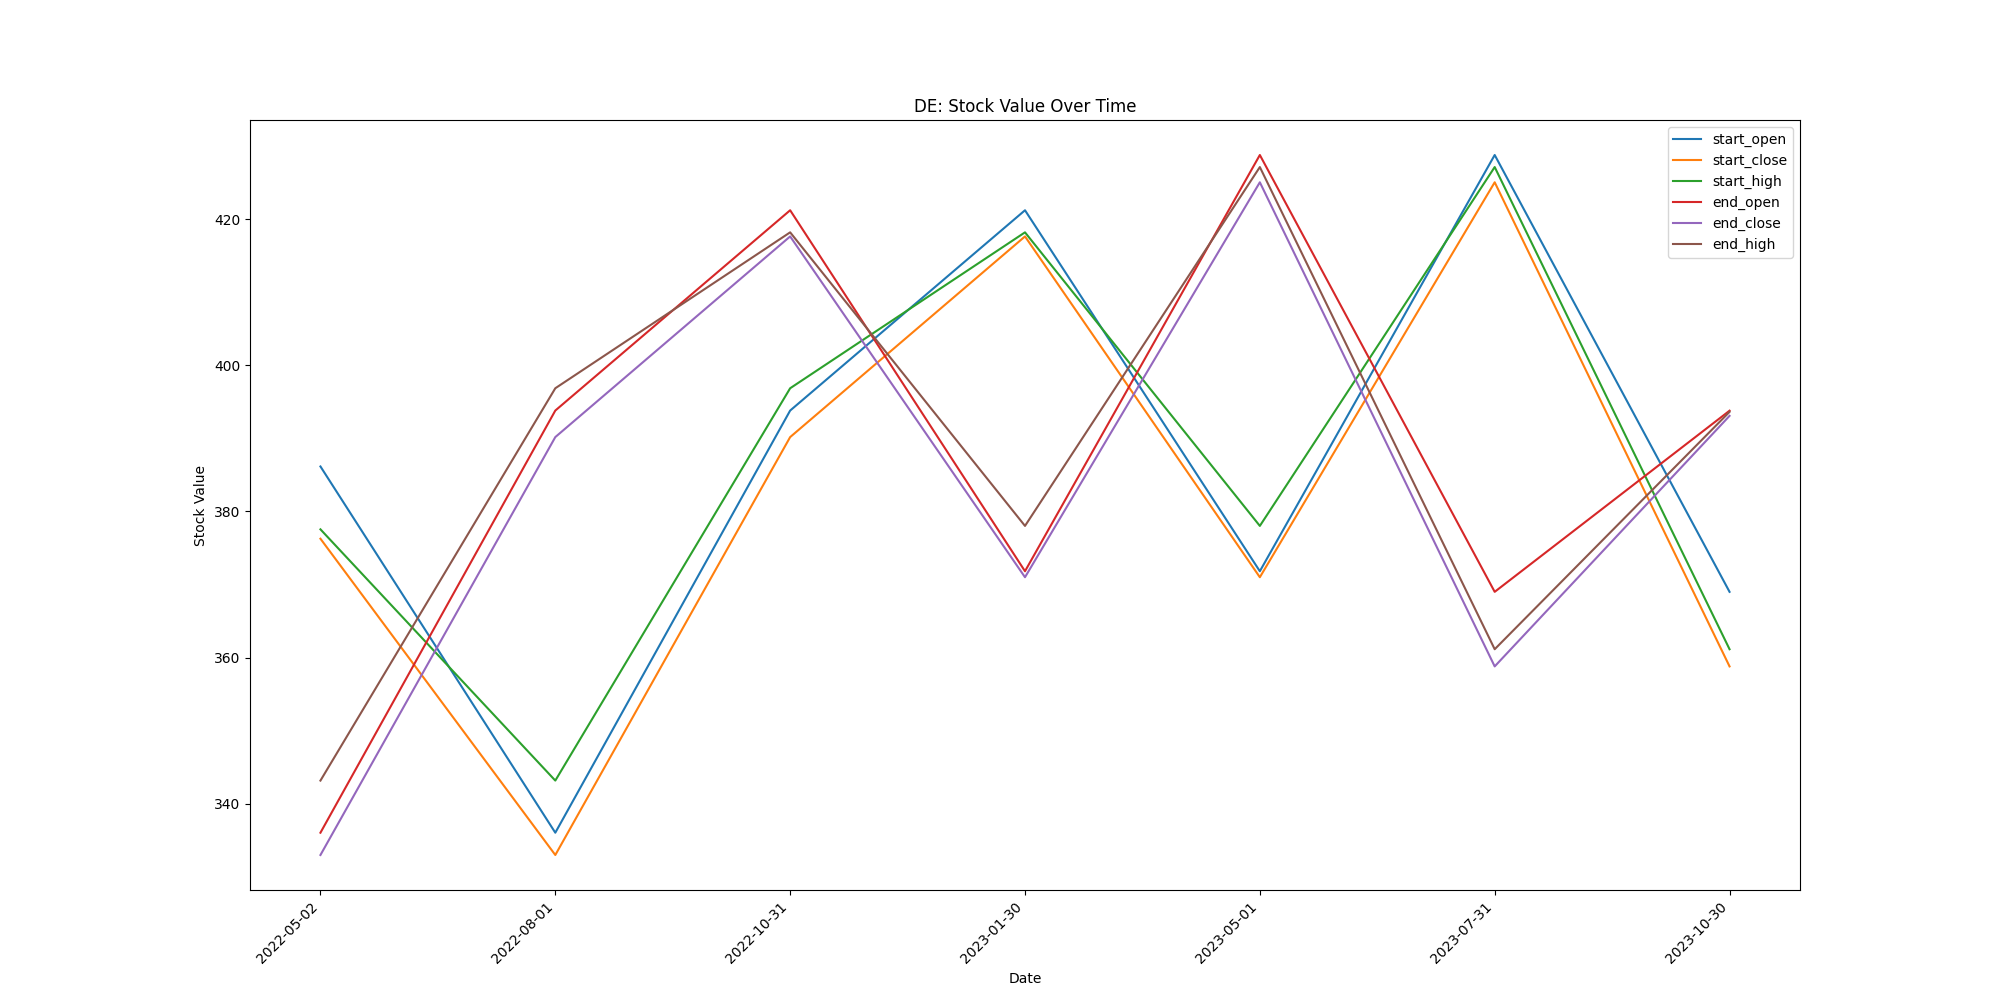 DE: Stock Value Over Time
start_open
start_close
start_high
end_open
end_close
end_high
420
400
380
360
340
Stock Value
2022-05-02
2022-08-01
2022-10-31
2023-01-30
2023-05-01
2023-07-31
2023-10-30
Date